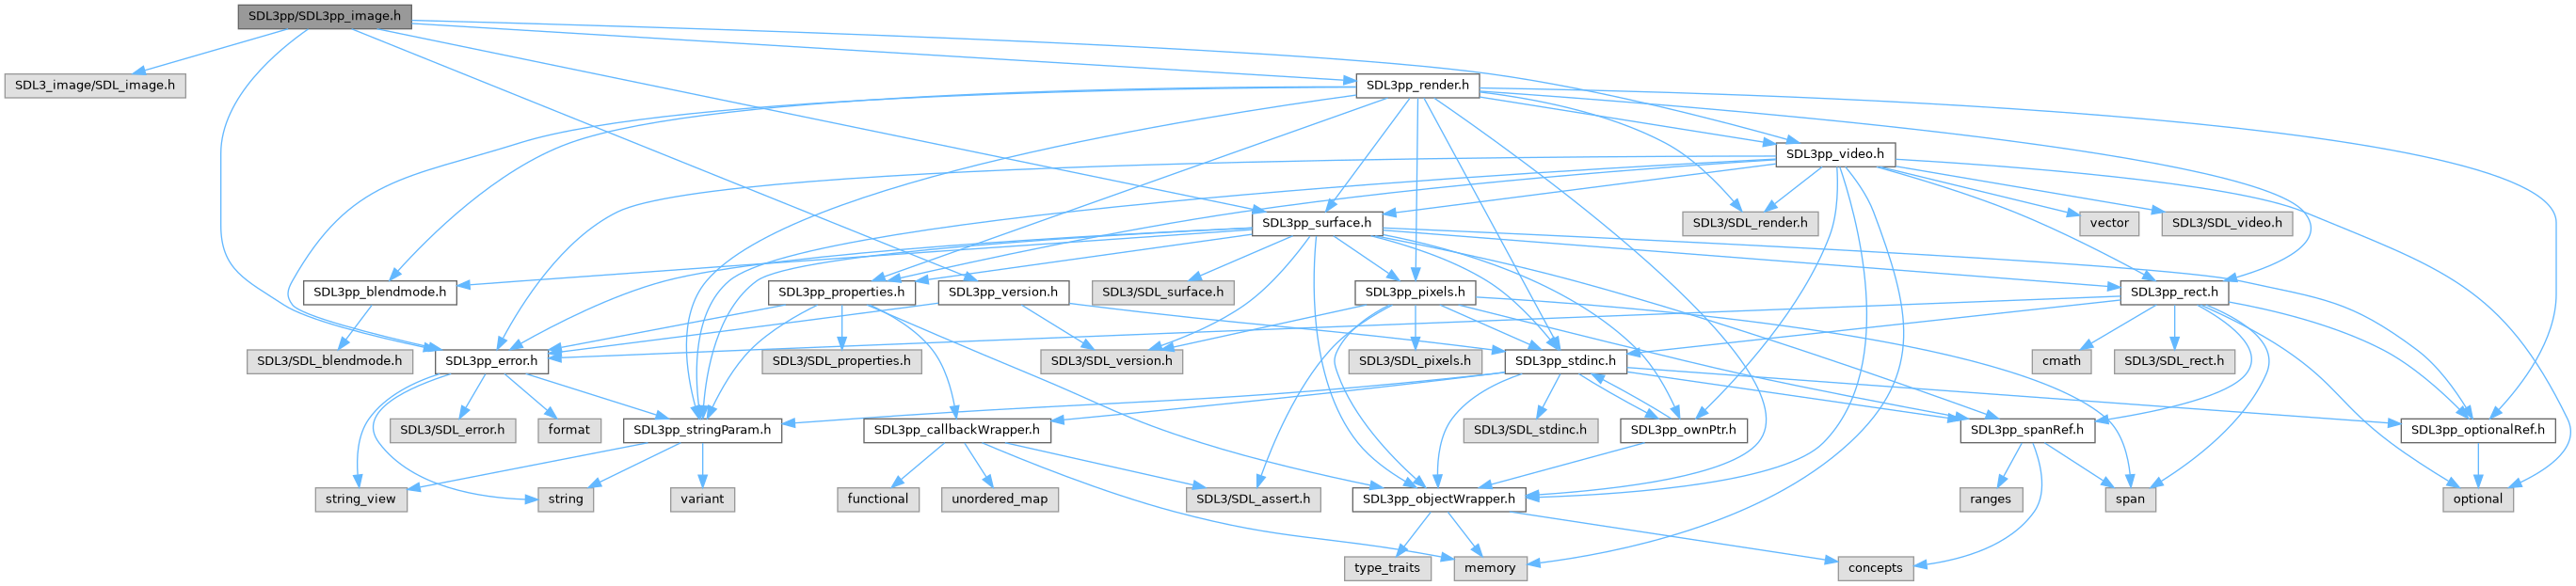 SDL3pp/SDL3pp_image.h
SDL3_image/SDL_image.h
SDL3pp_render.h
SDL3pp_video.h
SDL3pp_surface.h
SDL3/SDL_render.h
vector
SDL3/SDL_video.h
SDL3pp_blendmode.h
SDL3pp_properties.h
SDL3pp_version.h
SDL3/SDL_surface.h
SDL3pp_pixels.h
SDL3pp_rect.h
SDL3/SDL_blendmode.h
SDL3pp_error.h
SDL3/SDL_properties.h
SDL3/SDL_version.h
SDL3/SDL_pixels.h
SDL3pp_stdinc.h
cmath
SDL3/SDL_rect.h
SDL3/SDL_error.h
format
SDL3pp_stringParam.h
SDL3pp_callbackWrapper.h
SDL3/SDL_stdinc.h
SDL3pp_ownPtr.h
SDL3pp_spanRef.h
SDL3pp_optionalRef.h
string_view
string
variant
functional
unordered_map
SDL3/SDL_assert.h
SDL3pp_objectWrapper.h
ranges
span
optional
type_traits
memory
concepts